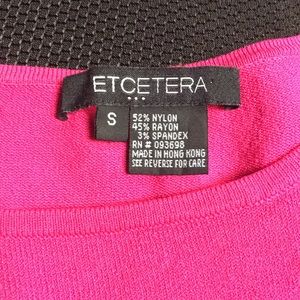 ETCETERA
...
S
52% NYLON
45% RAYON
3% SPANDEX
RN # 093698
MADE IN HONG KONG
SEE REVERSE FOR CARE